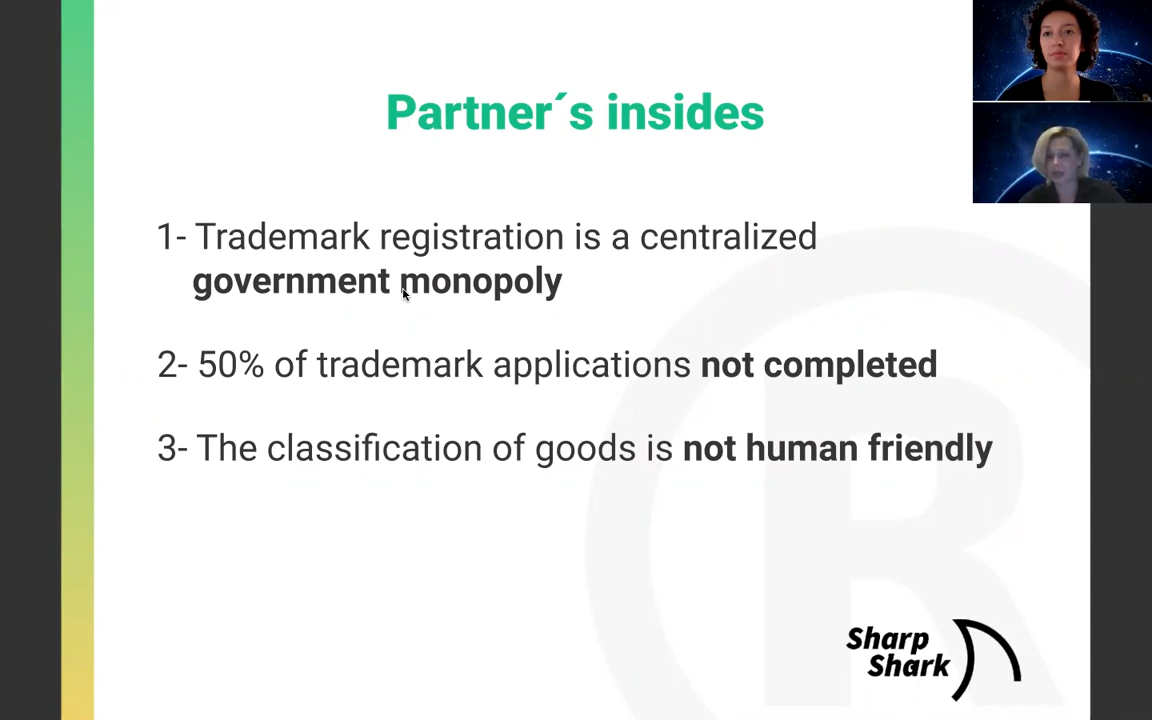 Partner´s insides
1- Trademark registration is a centralized
government monopoly
2- 50% of trademark applications not completed
3- The classification of goods is not human friendly
R
Sharp
Shark